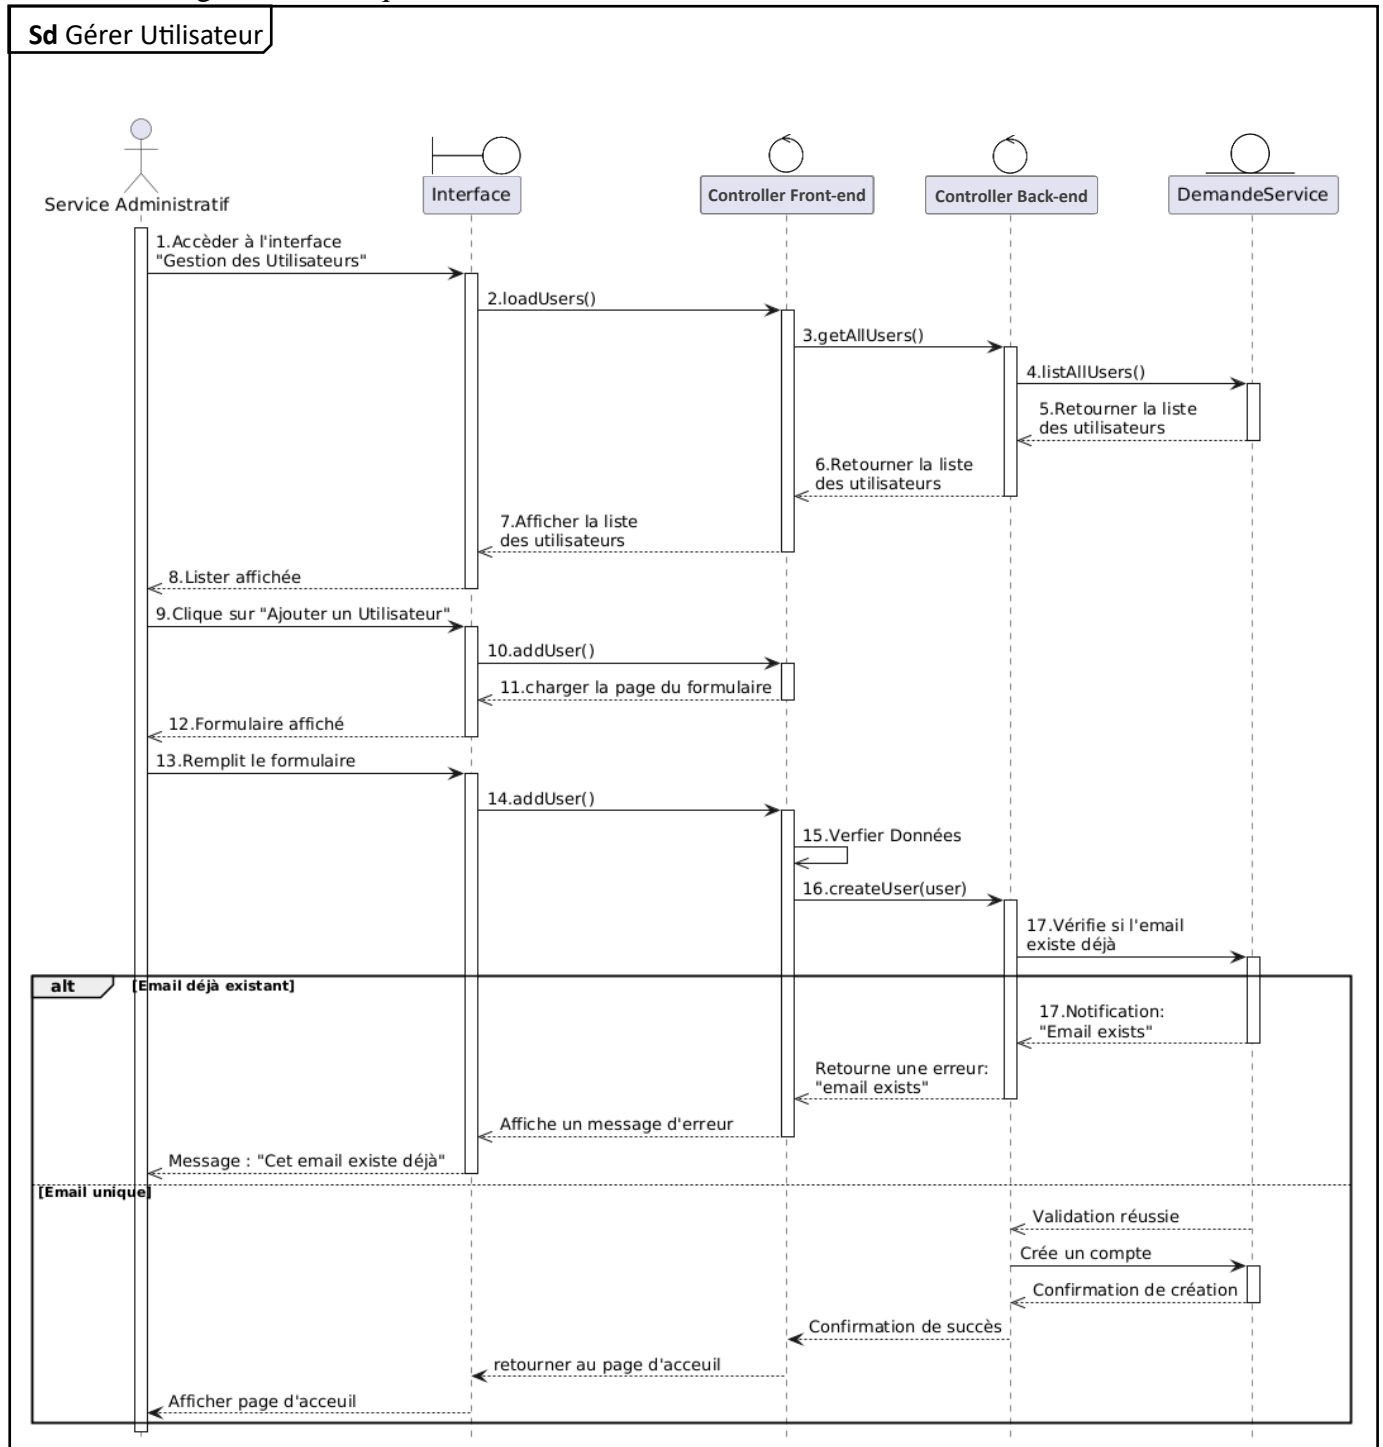 Sd Gérer Utilisateur
Service Administratif
Interface
Controller Front-end
Controller Back-end
DemandeService
1.Accèder à l'interface
"Gestion des Utilisateurs"
2.loadUsers()
3.getAllUsers()
4.listAllUsers()
5.Retourner la liste
des utilisateurs
6.Retourner la liste
des utilisateurs
7.Afficher la liste
des utilisateurs
8.Lister affichée
9.Clique sur "Ajouter un Utilisateur"
10.addUser()
11.charger la page du formulaire
12.Formulaire affiché
13.Remplit le formulaire
14.addUser()
15.Verfier Données
16.createUser(user)
17.Vérifie si l'email
existe déjà
alt
[Email déjà existant]
17.Notification:
"Email exists"
Retourne une erreur:
"email exists"
Affiche un message d'erreur
Message : "Cet email existe déjà"
[Email unique]
Validation réussie
Crée un compte
Confirmation de création
Confirmation de succès
retourner au page d'acceuil
Afficher page d'acceuil